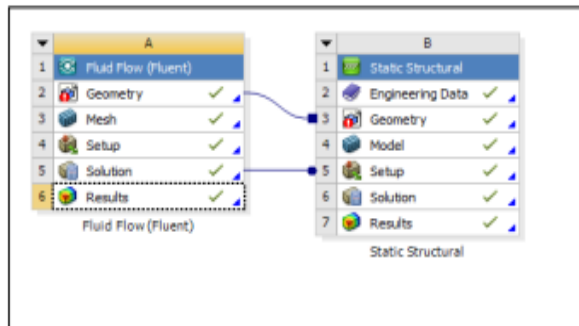 A
1 Fluid Flow (Fluent)
2 Geometry
3 Mesh
4 Setup
5 Solution
6 Results
Fluid Flow (Fluent)
B
1 Static Structural
2 Engineering Data
3 Geometry
4 Model
5 Setup
6 Solution
7 Results
Static Structural